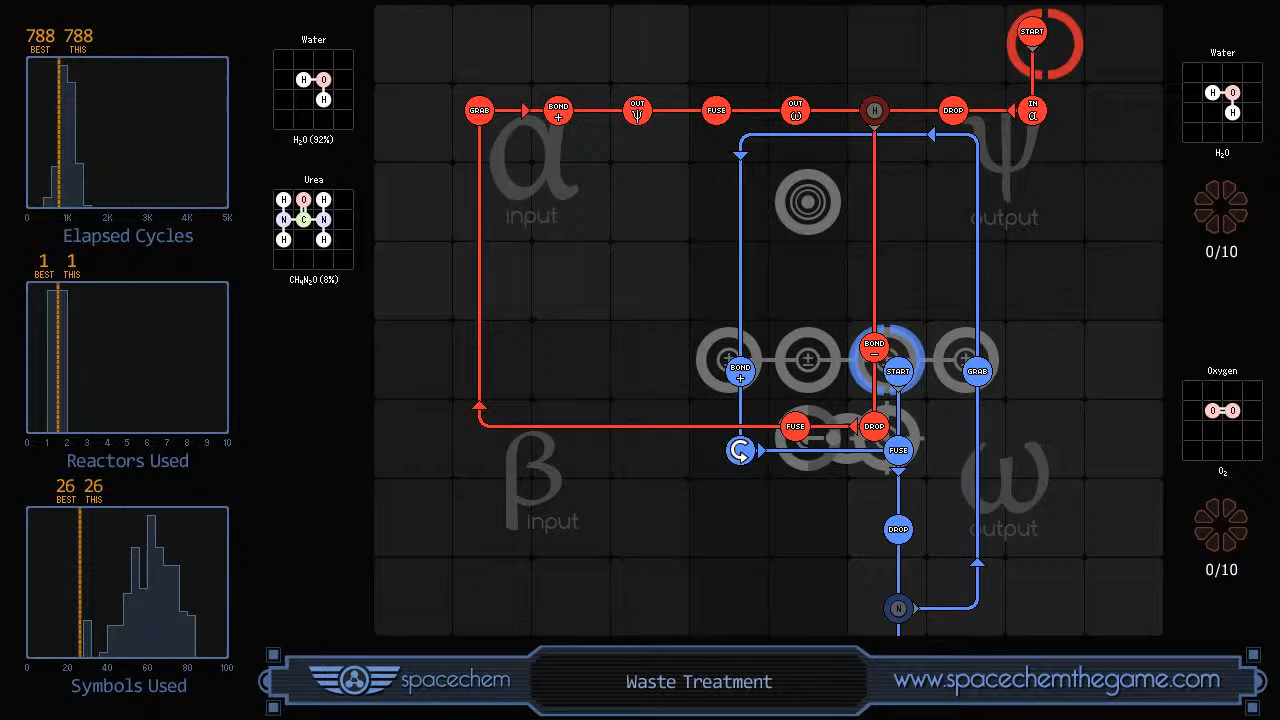 788 788
BEST THIS
0 1K 2K 3K 4K 5K
Elapsed Cycles
1 1
BEST THIS
0 1 2 3 4 5 6 7 8 9 10
Reactors Used
26 26
BEST THIS
0 20 40 60 80 100
Symbols Used
Water
H O
H
H₂O (92%)
Urea
H O H
N C N
H H
CH₄N₂O (8%)
START
GRAB BOND + OUT ψ FUSE OUT ω H DROP IN α
α
input
ψ
output
± ± ±
BOND + BOND − START GRAB
FUSE DROP
FUSE
β
input
ω
output
DROP
N
Water
H O
H
H₂O
0/10
Oxygen
O O
O₂
0/10
spacechem
Waste Treatment
www.spacechemthegame.com